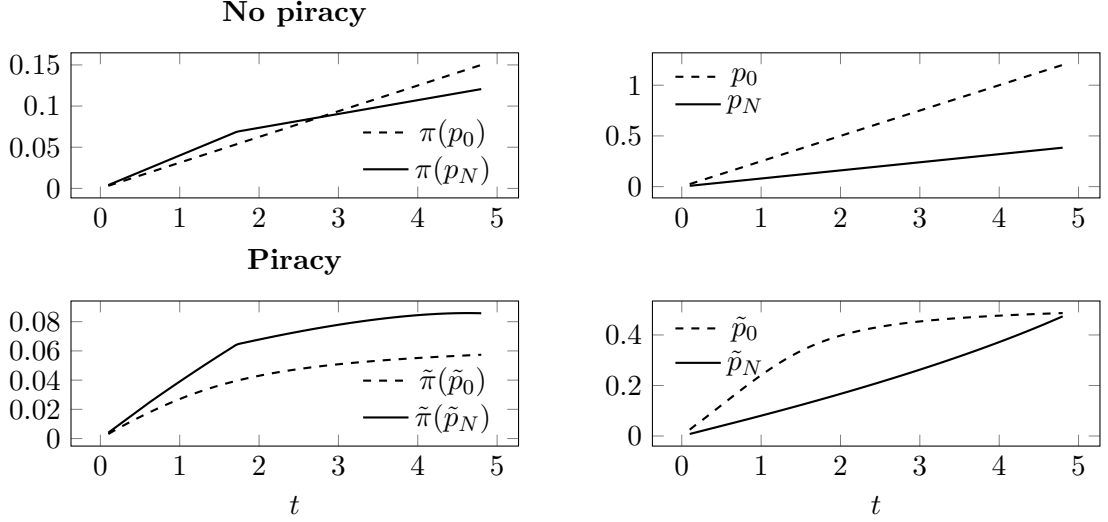 No piracy
0.15
0.1
0.05
0
π(p₀)
π(p_N)
0 1 2 3 4 5
1
0.5
0
p₀
p_N
0 1 2 3 4 5
Piracy
0.08
0.06
0.04
0.02
0
π̃(p̃₀)
π̃(p̃_N)
0 1 2 3 4 5
t
0.4
0.2
0
p̃₀
p̃_N
0 1 2 3 4 5
t